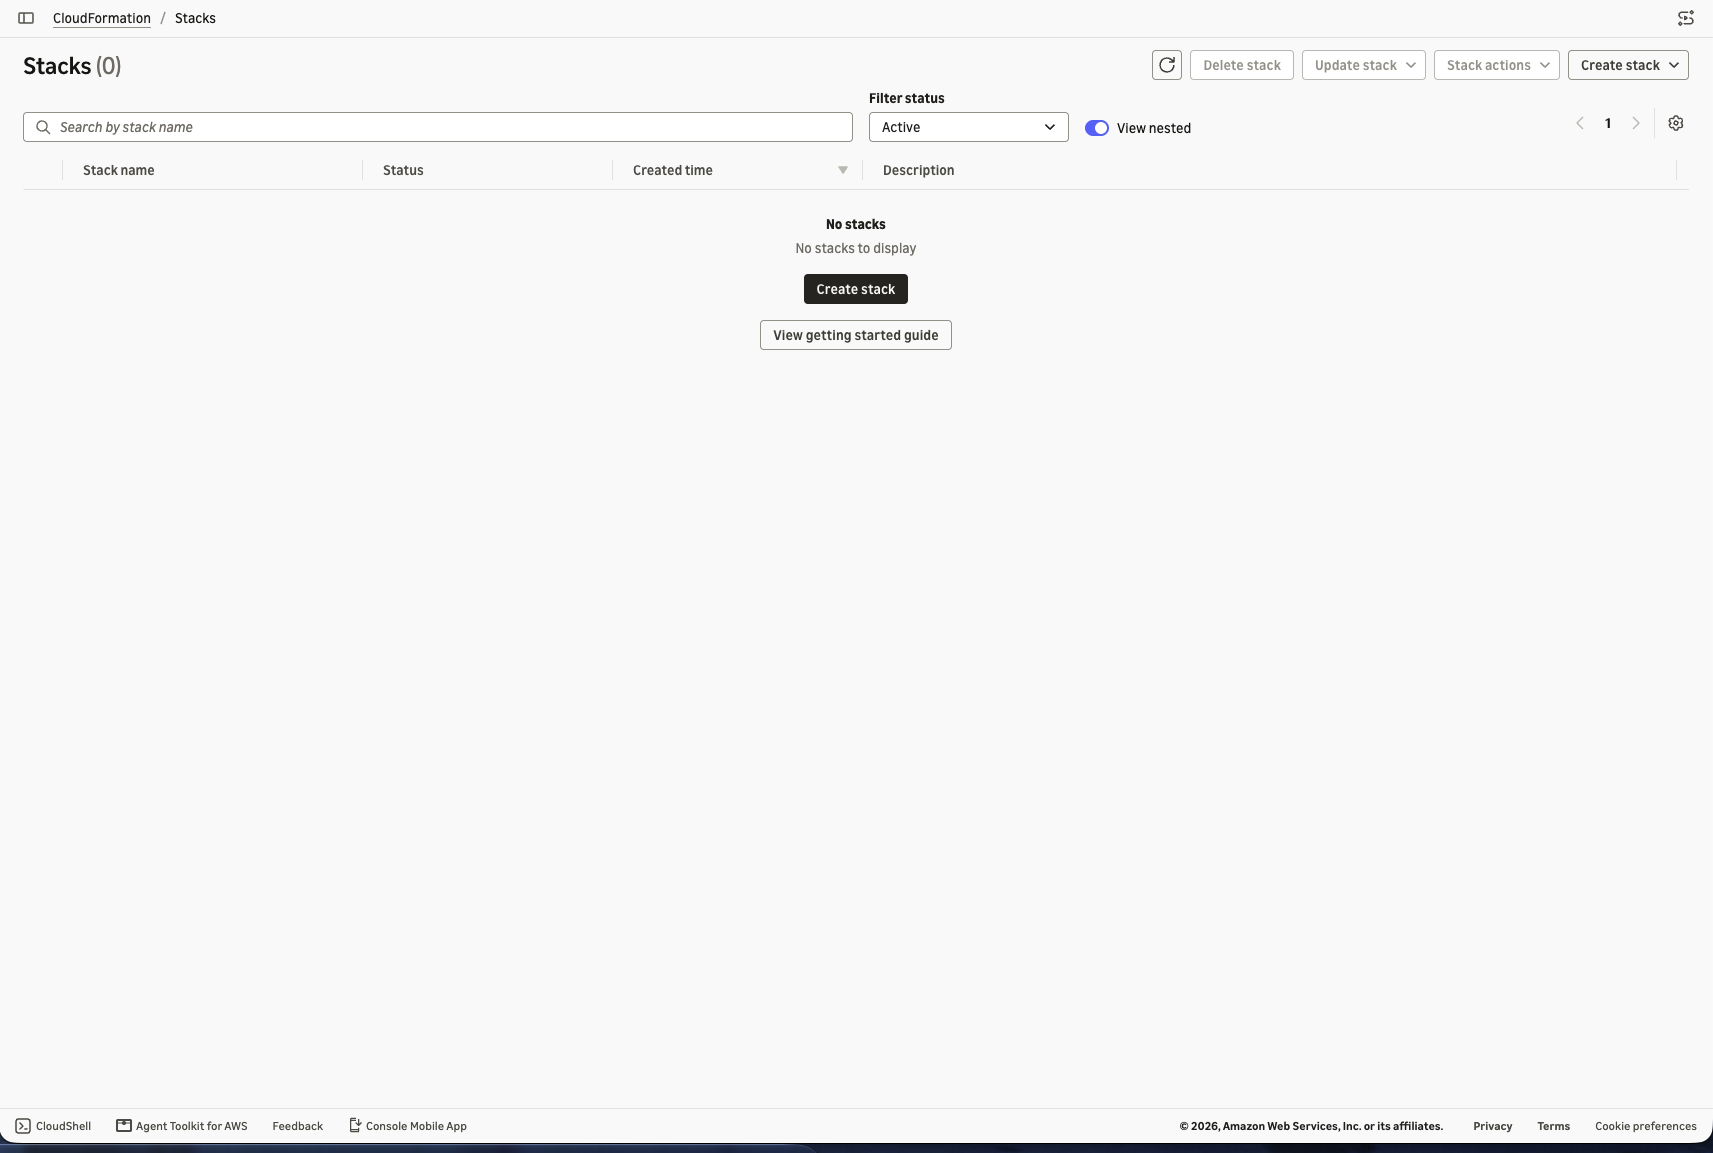 CloudFormation / Stacks
Stacks (0)
Delete stack
Update stack
Stack actions
Create stack
Filter status
Search by stack name
Active
View nested
1
Stack name
Status
Created time
Description
No stacks
No stacks to display
Create stack
View getting started guide
CloudShell
Agent Toolkit for AWS
Feedback
Console Mobile App
© 2026, Amazon Web Services, Inc. or its affiliates.
Privacy
Terms
Cookie preferences